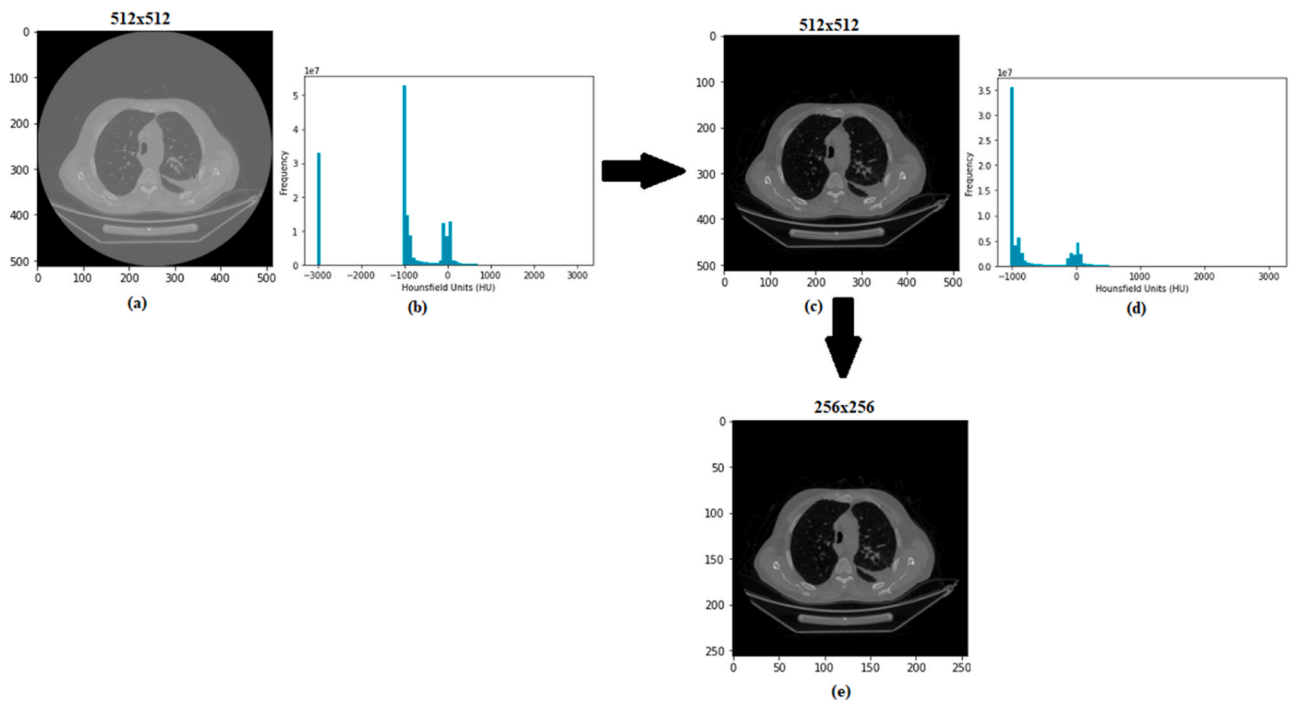 512x512
0
100
200
300
400
500
0 100 200 300 400 500
(a)
1e7
5
4
3
2
1
0
Frequency
−3000 −1000 0 1000 2000 3000
Hounsfield Units (HU)
(b)
512x512
0
100
200
300
400
500
0 100 200 300 400 500
(c)
1e7
3.5
3.0
2.5
2.0
1.5
1.0
0.5
0.0
Frequency
−1000 0 1000 2000 3000
Hounsfield Units (HU)
(d)
256x256
0
50
100
150
200
250
0 50 100 150 200 250
(e)